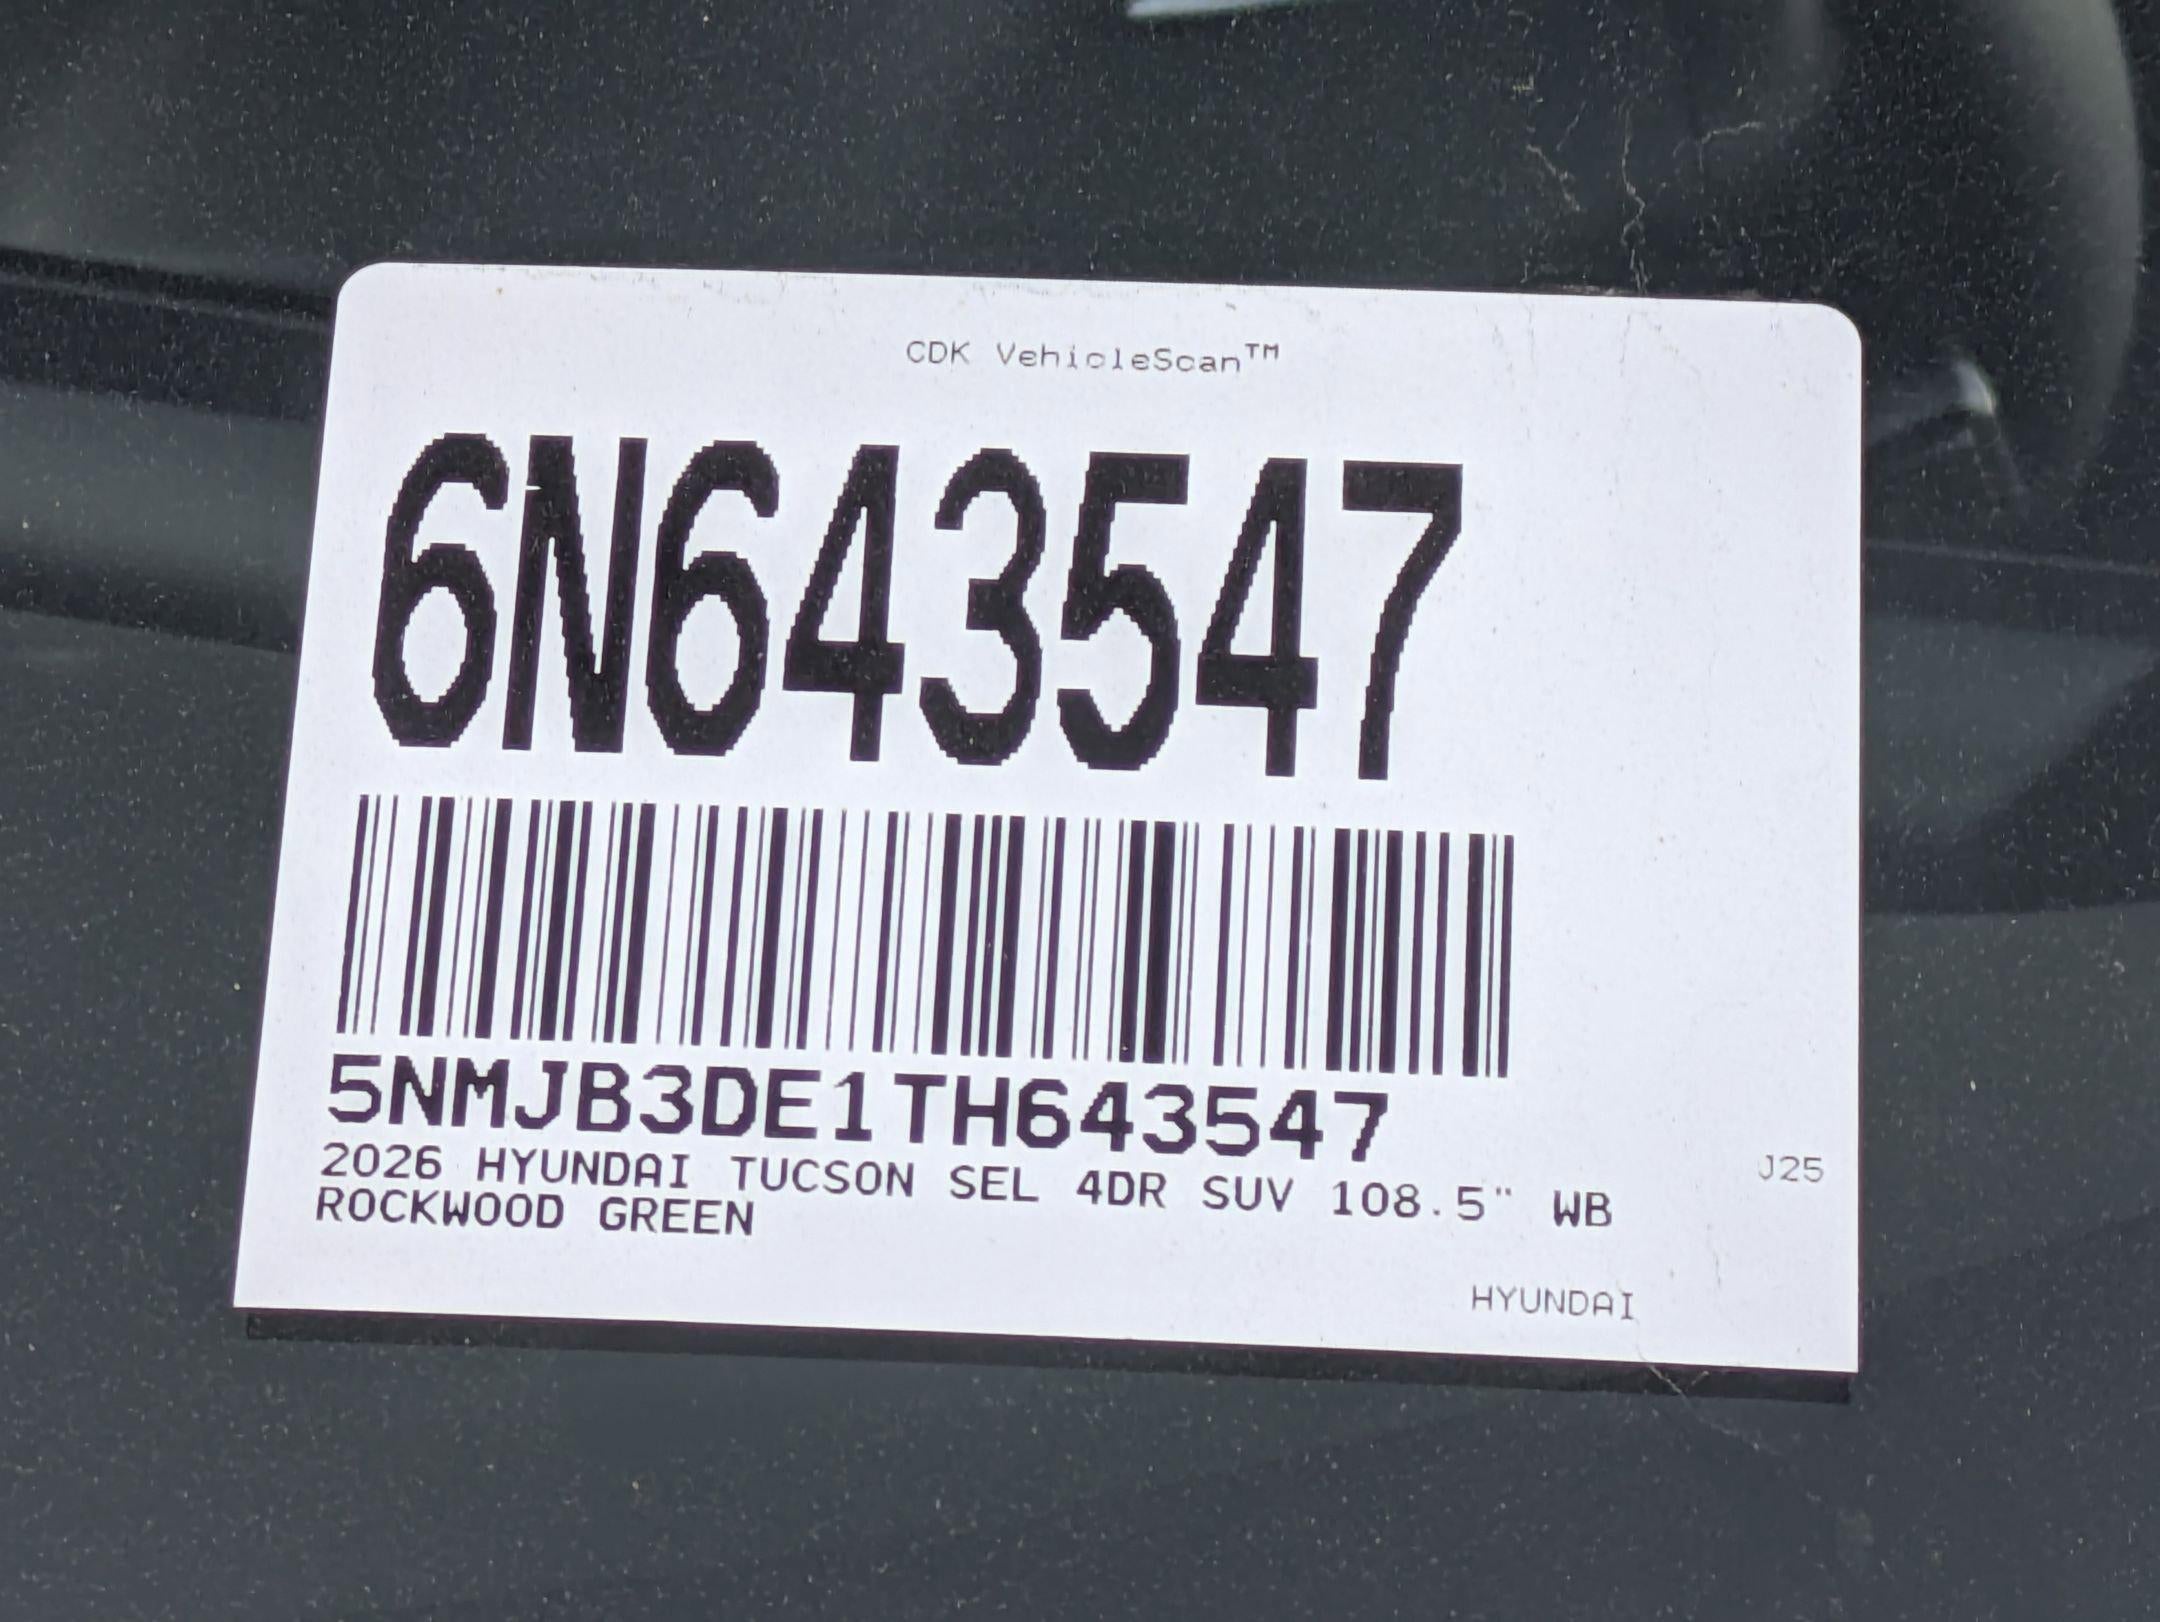 CDK VehicleScan™
6N643547
5NMJB3DE1TH643547
2026 HYUNDAI TUCSON SEL 4DR SUV 108.5" WB
ROCKWOOD GREEN
J25
HYUNDAI